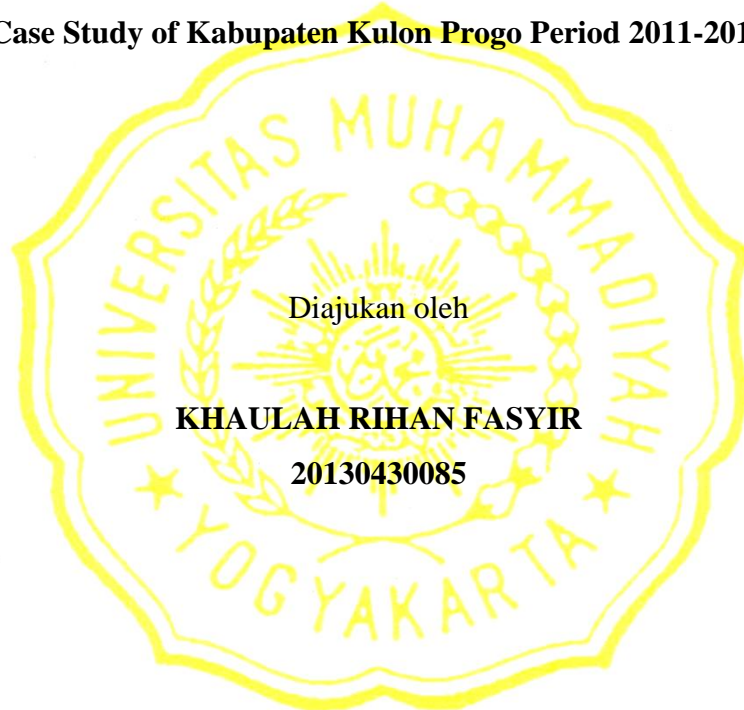 Case Study of Kabupaten Kulon Progo Period 2011-201
UNIVERSITAS MUHAMMADIYAH
Diajukan oleh
KHAULAH RIHAN FASYIR
20130430085
YOGYAKARTA